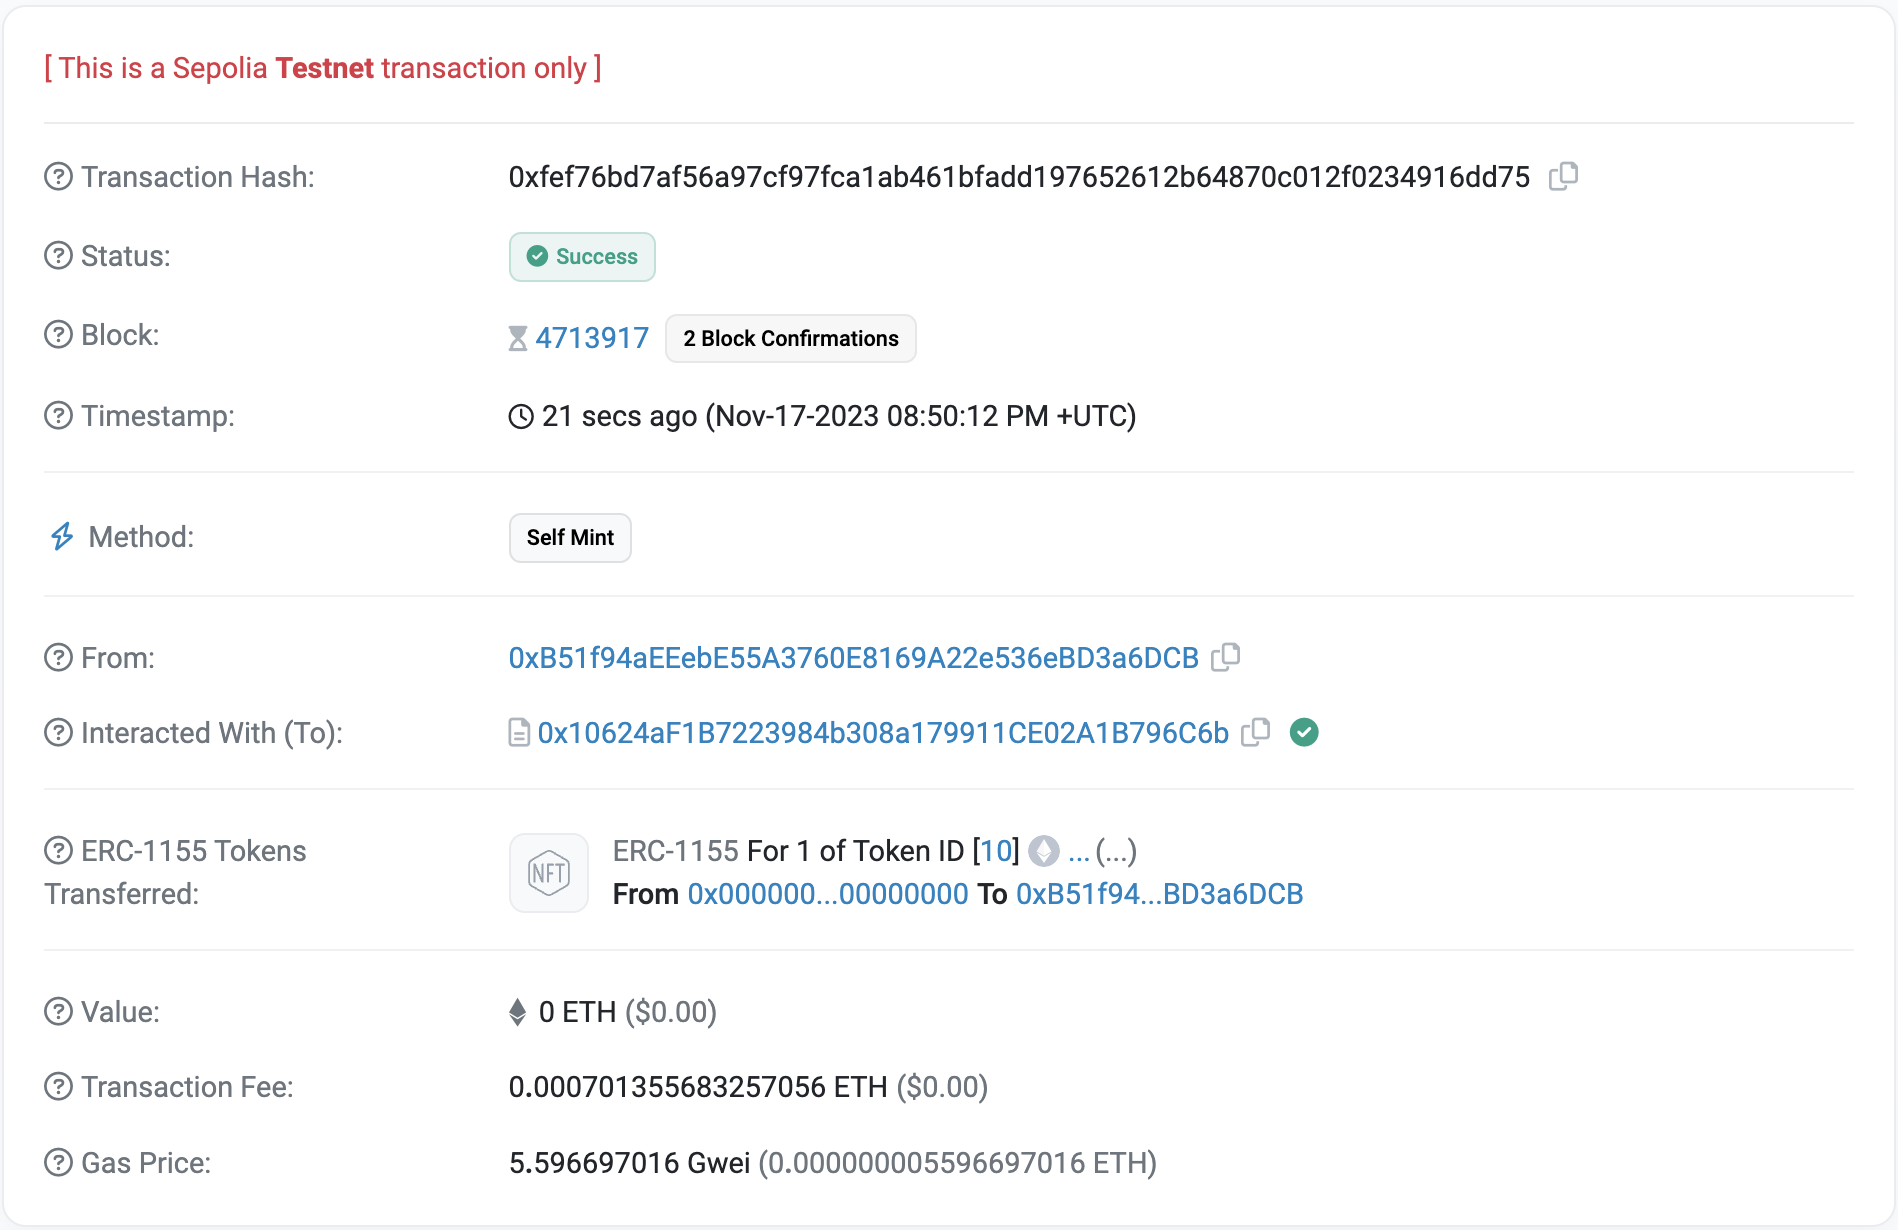 [ This is a Sepolia Testnet transaction only ]
Transaction Hash: 0xfef76bd7af56a97cf97fca1ab461bfadd197652612b64870c012f0234916dd75
Status: Success
Block: 4713917 2 Block Confirmations
Timestamp: 21 secs ago (Nov-17-2023 08:50:12 PM +UTC)
Method: Self Mint
From: 0xB51f94aEEebE55A3760E8169A22e536eBD3a6DCB
Interacted With (To): 0x10624aF1B7223984b308a179911CE02A1B796C6b
ERC-1155 Tokens
Transferred:
NFT
ERC-1155 For 1 of Token ID [10] ... (...)
From 0x000000...00000000 To 0xB51f94...BD3a6DCB
Value: 0 ETH ($0.00)
Transaction Fee: 0.000701355683257056 ETH ($0.00)
Gas Price: 5.596697016 Gwei (0.000000005596697016 ETH)